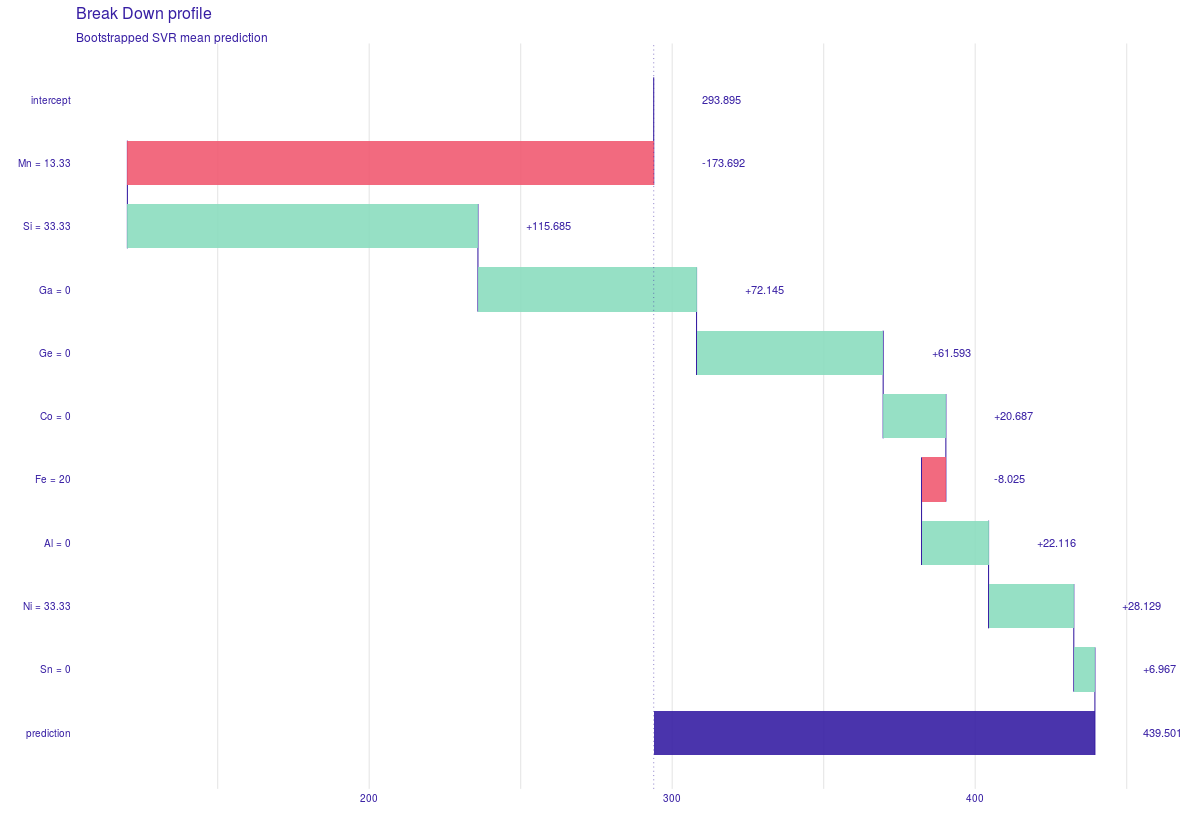 Break Down profile
Bootstrapped SVR mean prediction
intercept 293.895
Mn = 13.33 -173.692
Si = 33.33 +115.685
Ga = 0 +72.145
Ge = 0 +61.593
Co = 0 +20.687
Fe = 20 -8.025
Al = 0 +22.116
Ni = 33.33 +28.129
Sn = 0 +6.967
prediction 439.501
200 300 400